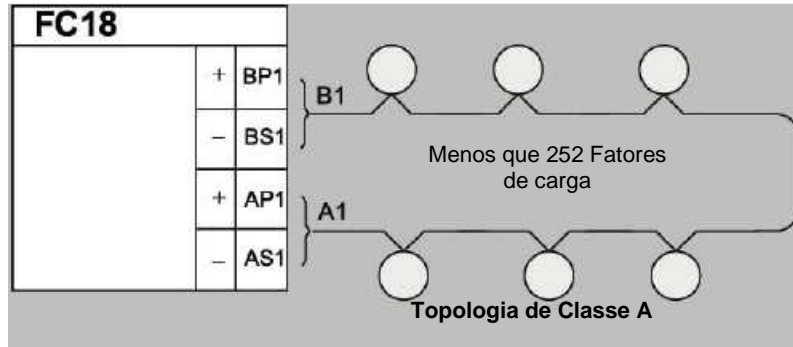 FC18
+ BP1
− BS1
B1
+ AP1
− AS1
A1
Menos que 252 Fatores
de carga
Topologia de Classe A